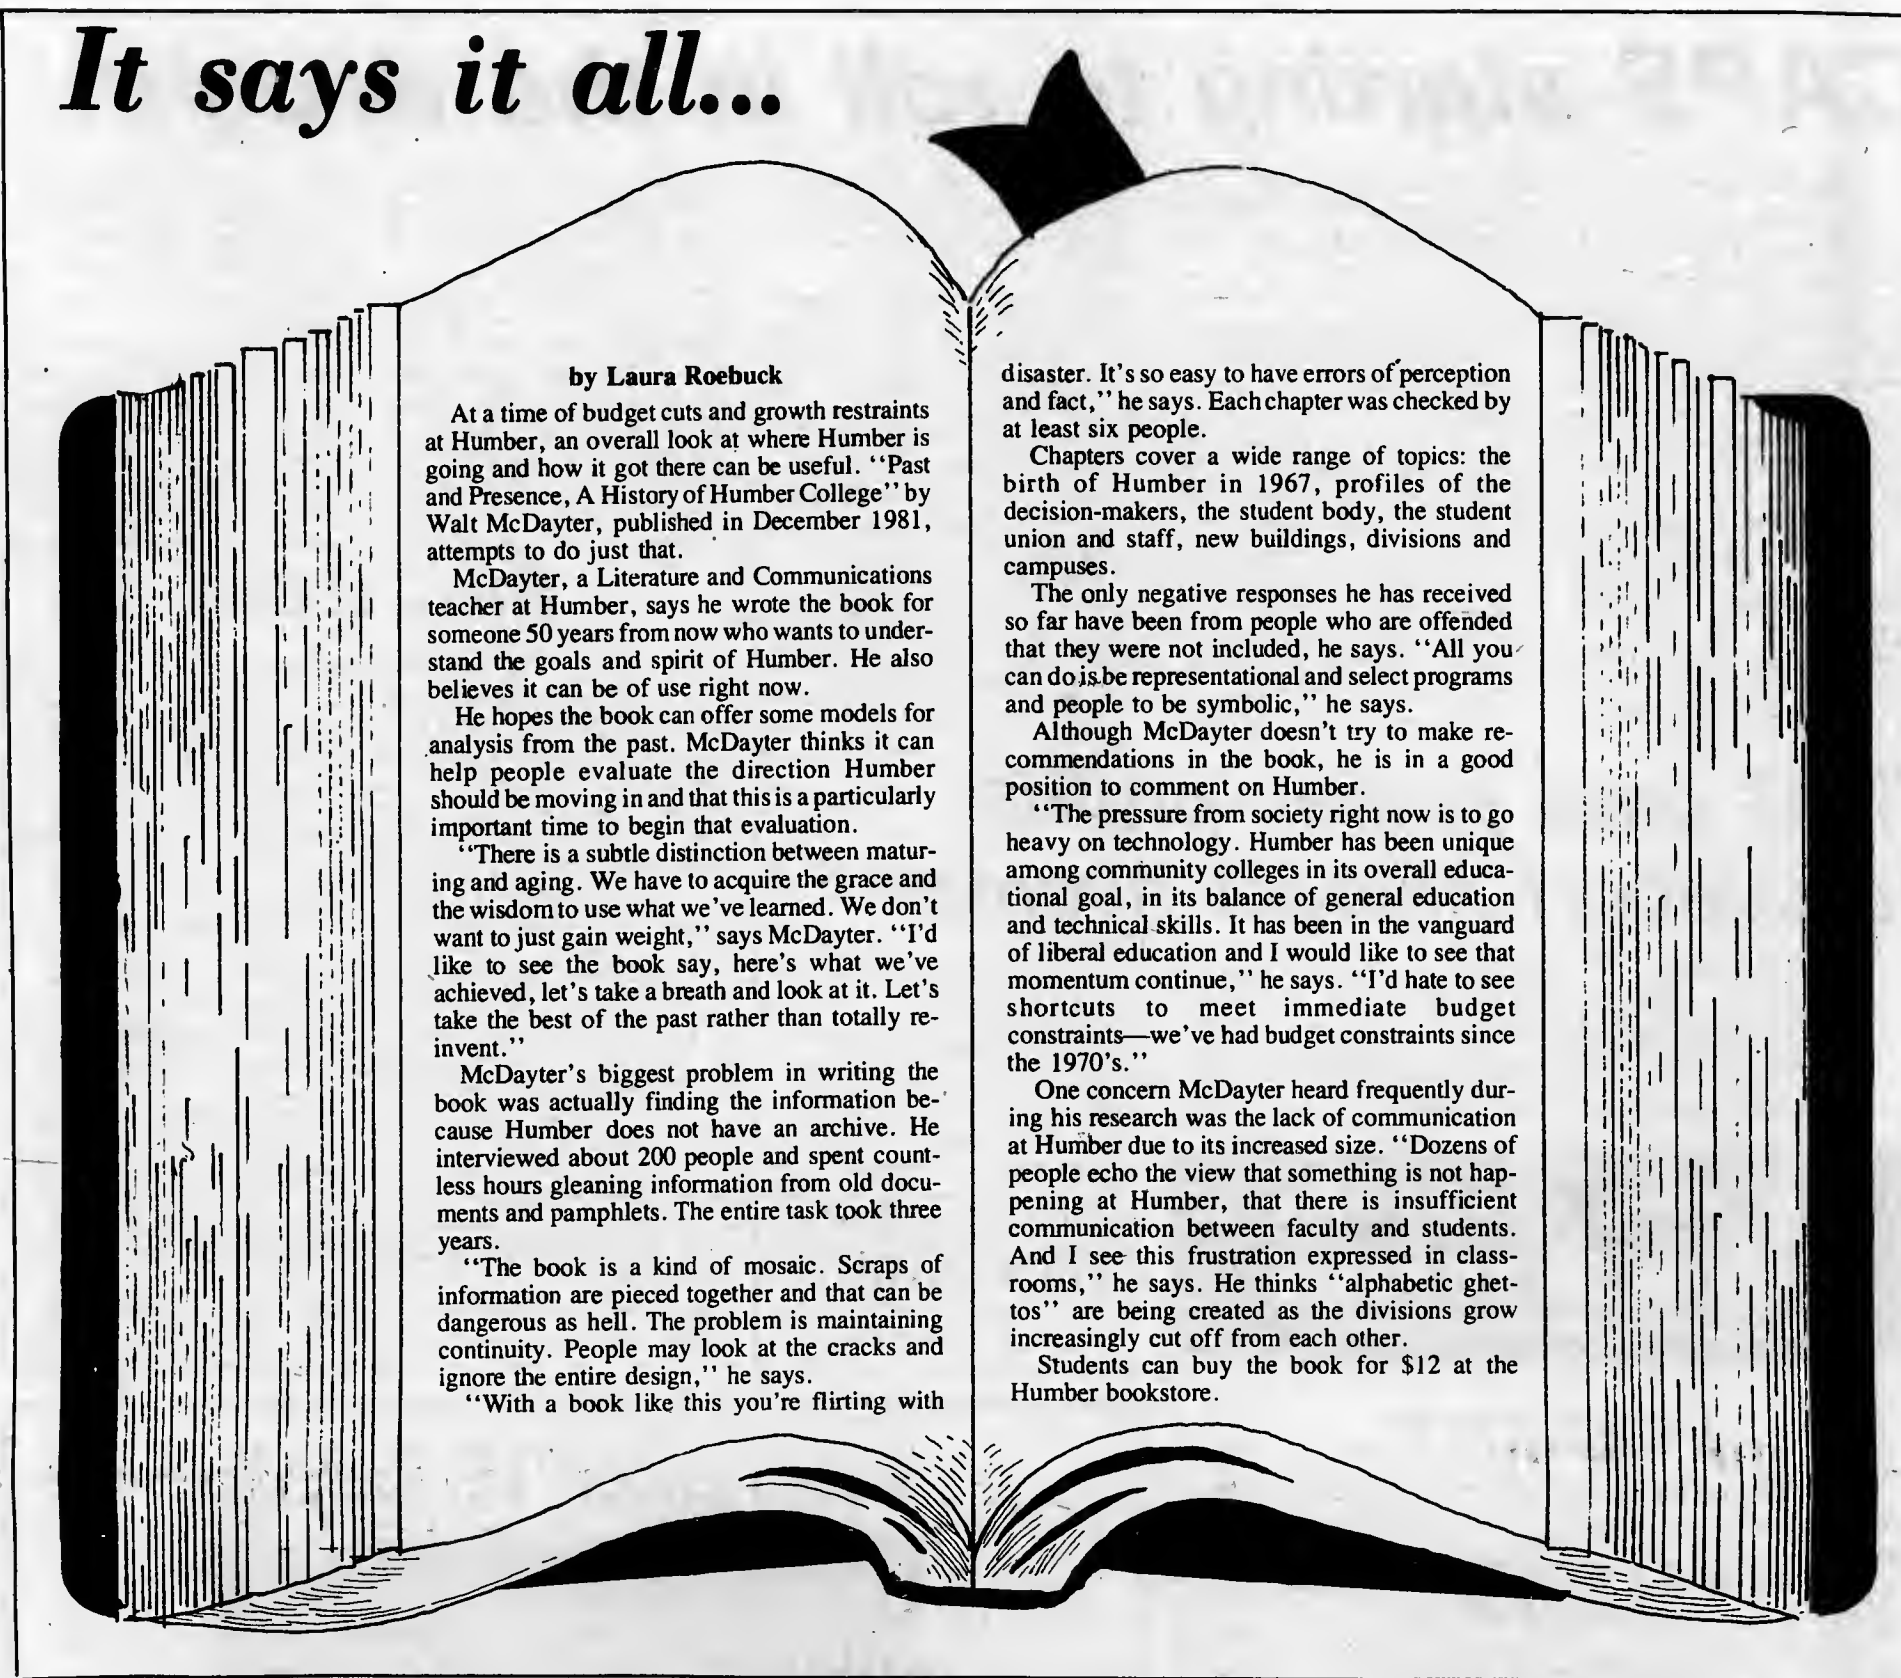 It says it all...
by Laura Roebuck
At a time of budget cuts and growth restraints
at Humber, an overall look at where Humber is
going and how it got there can be useful. "Past
and Presence, A History of Humber College" by
Walt McDayter, published in December 1981,
attempts to do just that.
McDayter, a Literature and Communications
teacher at Humber, says he wrote the book for
someone 50 years from now who wants to under-
stand the goals and spirit of Humber. He also
believes it can be of use right now.
He hopes the book can offer some models for
analysis from the past. McDayter thinks it can
help people evaluate the direction Humber
should be moving in and that this is a particularly
important time to begin that evaluation.
"There is a subtle distinction between matur-
ing and aging. We have to acquire the grace and
the wisdom to use what we've learned. We don't
want to just gain weight," says McDayter. "I'd
like to see the book say, here's what we've
achieved, let's take a breath and look at it. Let's
take the best of the past rather than totally re-
invent."
McDayter's biggest problem in writing the
book was actually finding the information be-
cause Humber does not have an archive. He
interviewed about 200 people and spent count-
less hours gleaning information from old docu-
ments and pamphlets. The entire task took three
years.
"The book is a kind of mosaic. Scraps of
information are pieced together and that can be
dangerous as hell. The problem is maintaining
continuity. People may look at the cracks and
ignore the entire design," he says.
"With a book like this you're flirting with
disaster. It's so easy to have errors of perception
and fact," he says. Each chapter was checked by
at least six people.
Chapters cover a wide range of topics: the
birth of Humber in 1967, profiles of the
decision-makers, the student body, the student
union and staff, new buildings, divisions and
campuses.
The only negative responses he has received
so far have been from people who are offended
that they were not included, he says. "All you
can do is be representational and select programs
and people to be symbolic," he says.
Although McDayter doesn't try to make re-
commendations in the book, he is in a good
position to comment on Humber.
"The pressure from society right now is to go
heavy on technology. Humber has been unique
among community colleges in its overall educa-
tional goal, in its balance of general education
and technical skills. It has been in the vanguard
of liberal education and I would like to see that
momentum continue," he says. "I'd hate to see
shortcuts to meet immediate budget
constraints—we've had budget constraints since
the 1970's."
One concern McDayter heard frequently dur-
ing his research was the lack of communication
at Humber due to its increased size. "Dozens of
people echo the view that something is not hap-
pening at Humber, that there is insufficient
communication between faculty and students.
And I see this frustration expressed in class-
rooms," he says. He thinks "alphabetic ghet-
tos" are being created as the divisions grow
increasingly cut off from each other.
Students can buy the book for $12 at the
Humber bookstore.